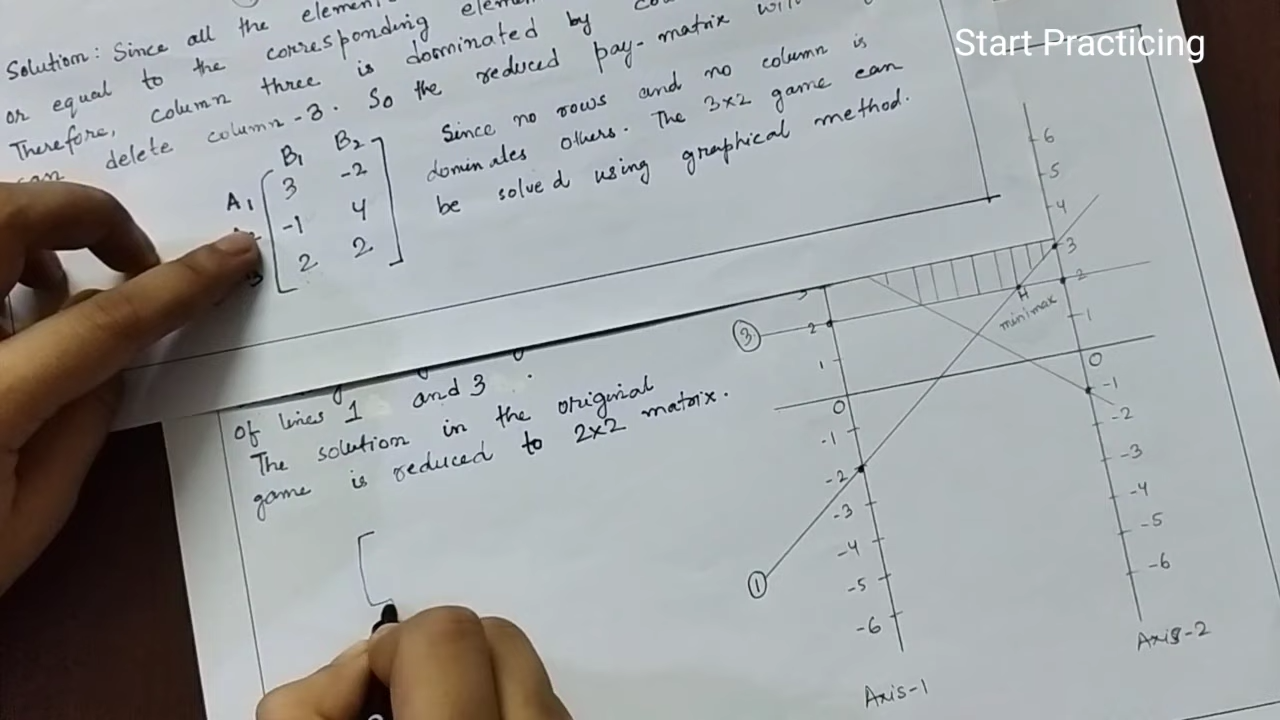 Start Practicing
Solution: Since all the
or equal to the corresponding
Therefore, column three is dominated by
can delete column-3. So the reduced pay-matrix
B1 B2
A1 3 -2
-1 4
2 2
Since no rows and no column is
dominates others. The 3x2 game can
be solved using graphical method.
of lines 1 and 3
The solution in the original
game is reduced to 2x2 matrix.
6
5
4
3
2
1
0
-1
-2
-3
-4
-5
-6
Axis-2
minimax
H
3
2
1
0
-1
-2
-3
-4
-5
-6
1
Axis-1